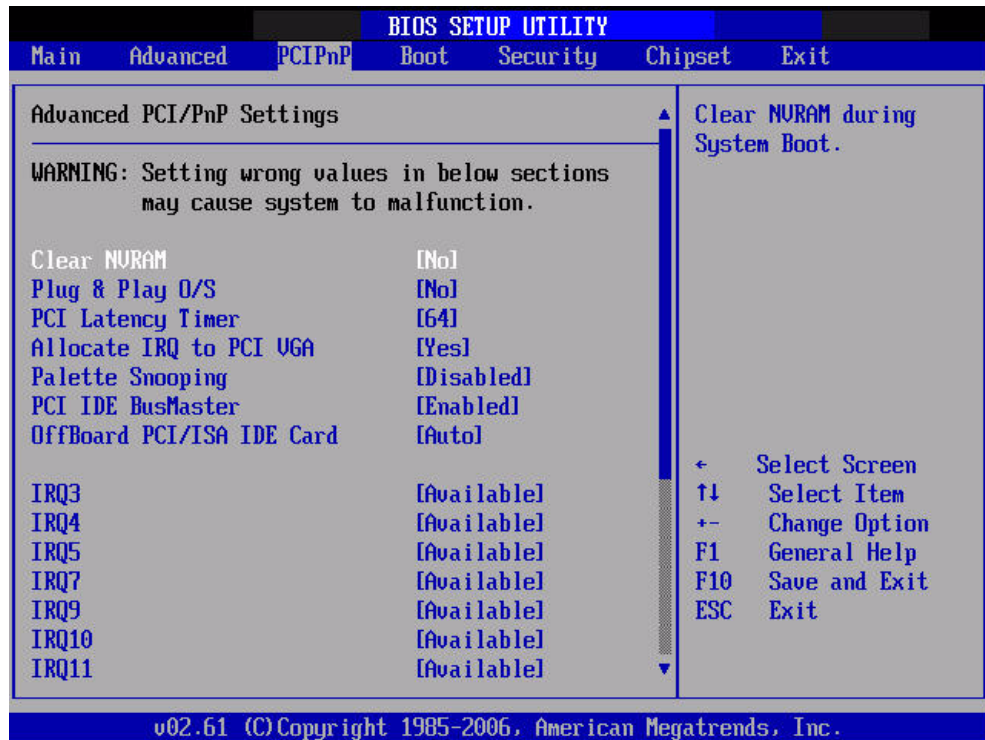 BIOS SETUP UTILITY
Main Advanced PCIPnP Boot Security Chipset Exit
Advanced PCI/PnP Settings
WARNING: Setting wrong values in below sections
may cause system to malfunction.
Clear NVRAM [No]
Plug & Play O/S [No]
PCI Latency Timer [64]
Allocate IRQ to PCI VGA [Yes]
Palette Snooping [Disabled]
PCI IDE BusMaster [Enabled]
OffBoard PCI/ISA IDE Card [Auto]
IRQ3 [Available]
IRQ4 [Available]
IRQ5 [Available]
IRQ7 [Available]
IRQ9 [Available]
IRQ10 [Available]
IRQ11 [Available]
Clear NVRAM during
System Boot.
← Select Screen
↑↓ Select Item
+- Change Option
F1 General Help
F10 Save and Exit
ESC Exit
v02.61 (C)Copyright 1985-2006, American Megatrends, Inc.